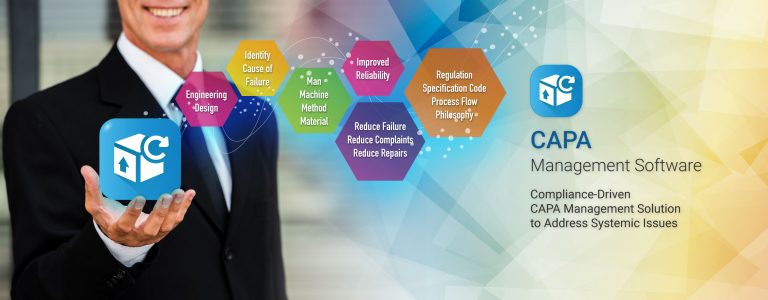 Engineering
Design
Identify
Cause of
Failure
Man
Machine
Method
Material
Improved
Reliability
Reduce Failure
Reduce Complaints
Reduce Repairs
Regulation
Specification Code
Process Flow
Philosophy
CAPA
Management Software
Compliance-Driven
CAPA Management Solution
to Address Systemic Issues